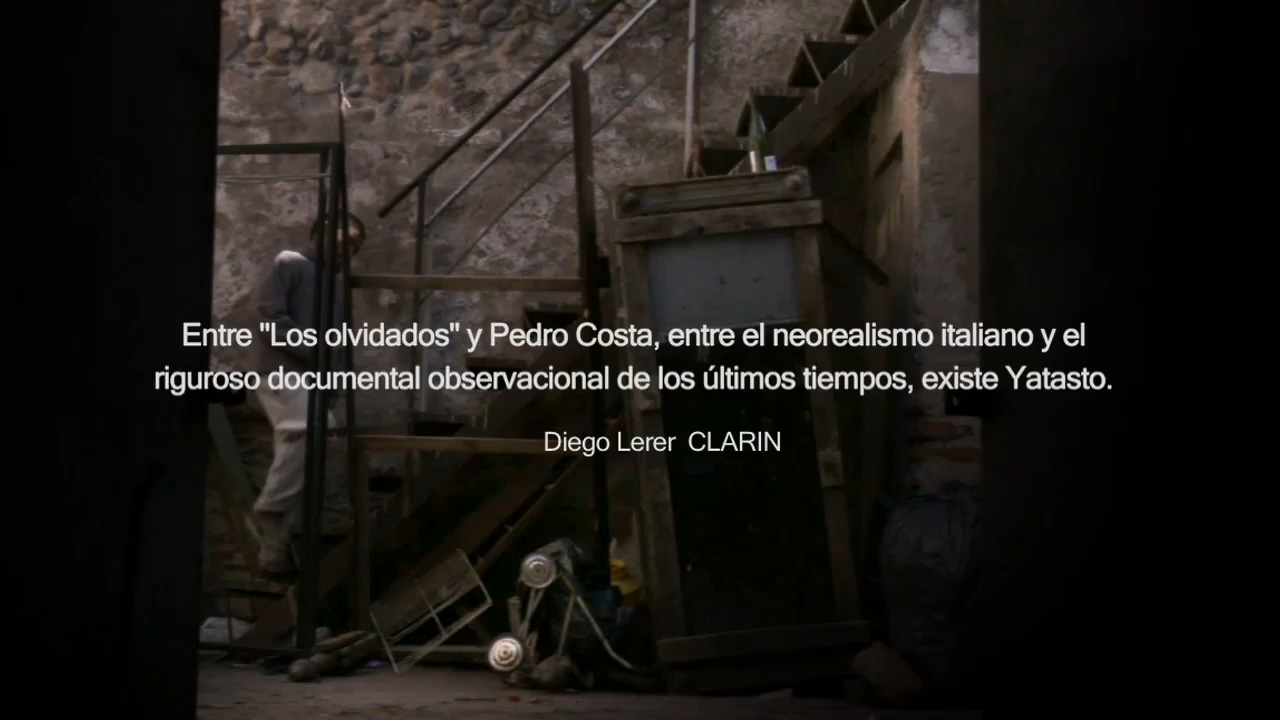 Entre "Los olvidados" y Pedro Costa, entre el neorealismo italiano y el
riguroso documental observacional de los últimos tiempos, existe Yatasto.
Diego Lerer CLARIN